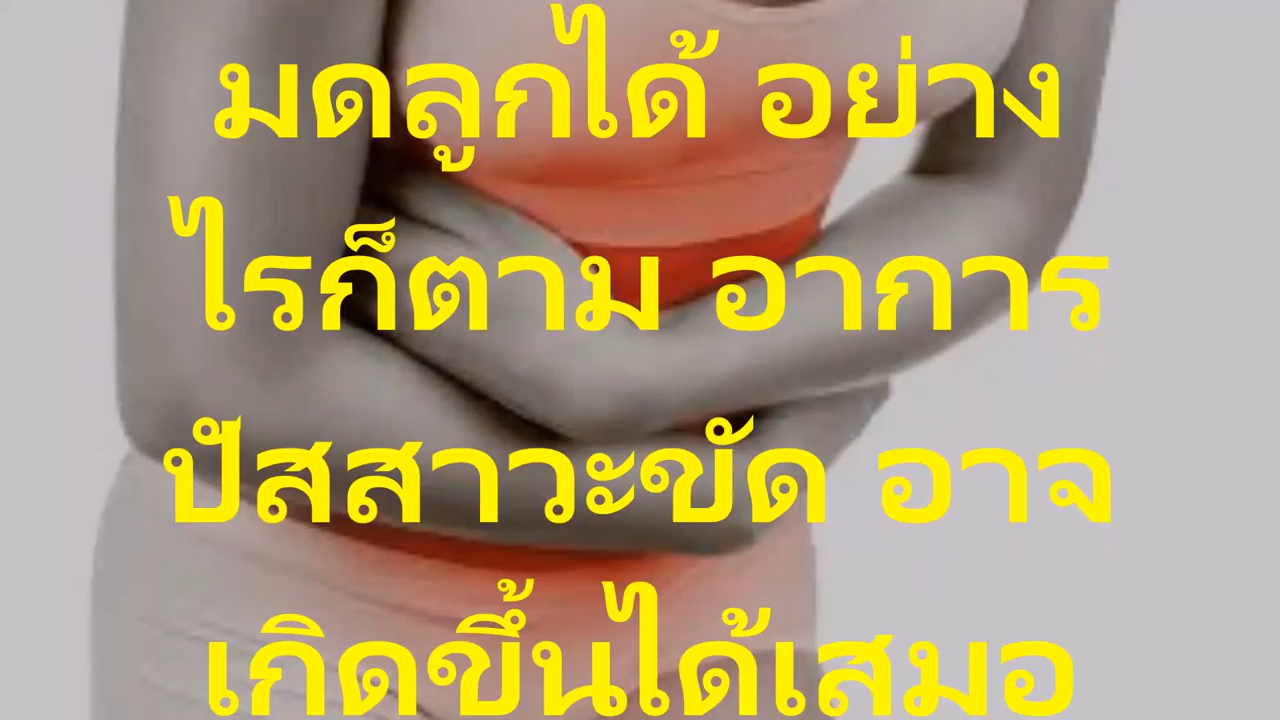 มดลูกได้ อย่าง
ไรก็ตาม อาการ
ปัสสาวะขัด อาจ
เกิดขึ้นได้เสมอ